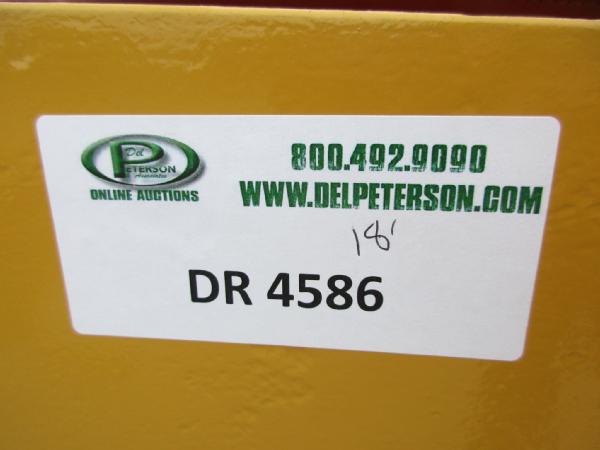 Del
PETERSON
& Associates
ONLINE AUCTIONS
800.492.9090
WWW.DELPETERSON.COM
18'
DR 4586